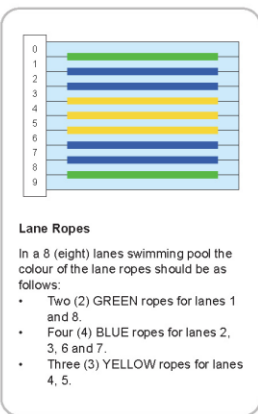 0
1
2
3
4
5
6
7
8
9
Lane Ropes
In a 8 (eight) lanes swimming pool the
colour of the lane ropes should be as
follows:
• Two (2) GREEN ropes for lanes 1
and 8.
• Four (4) BLUE ropes for lanes 2,
3, 6 and 7.
• Three (3) YELLOW ropes for lanes
4, 5.